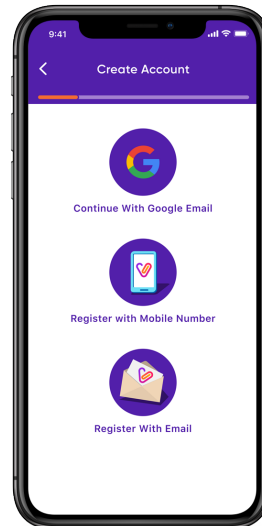 9:41
Create Account
Continue With Google Email
Register with Mobile Number
Register With Email